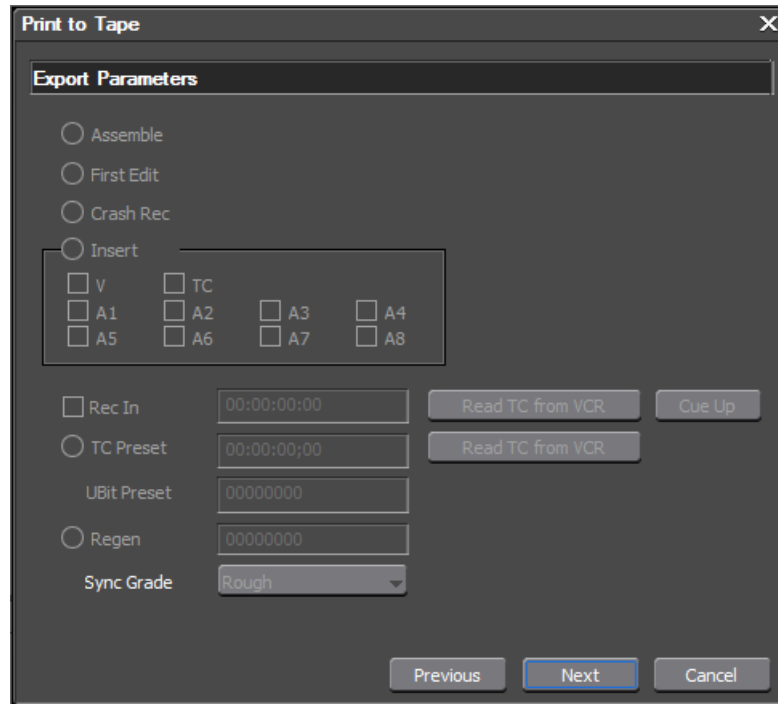 Print to Tape
Export Parameters
Assemble
First Edit
Crash Rec
Insert
V TC
A1 A2 A3 A4
A5 A6 A7 A8
Rec In 00:00:00:00 Read TC from VCR Cue Up
TC Preset 00:00:00;00 Read TC from VCR
UBit Preset 00000000
Regen 00000000
Sync Grade Rough
Previous Next Cancel